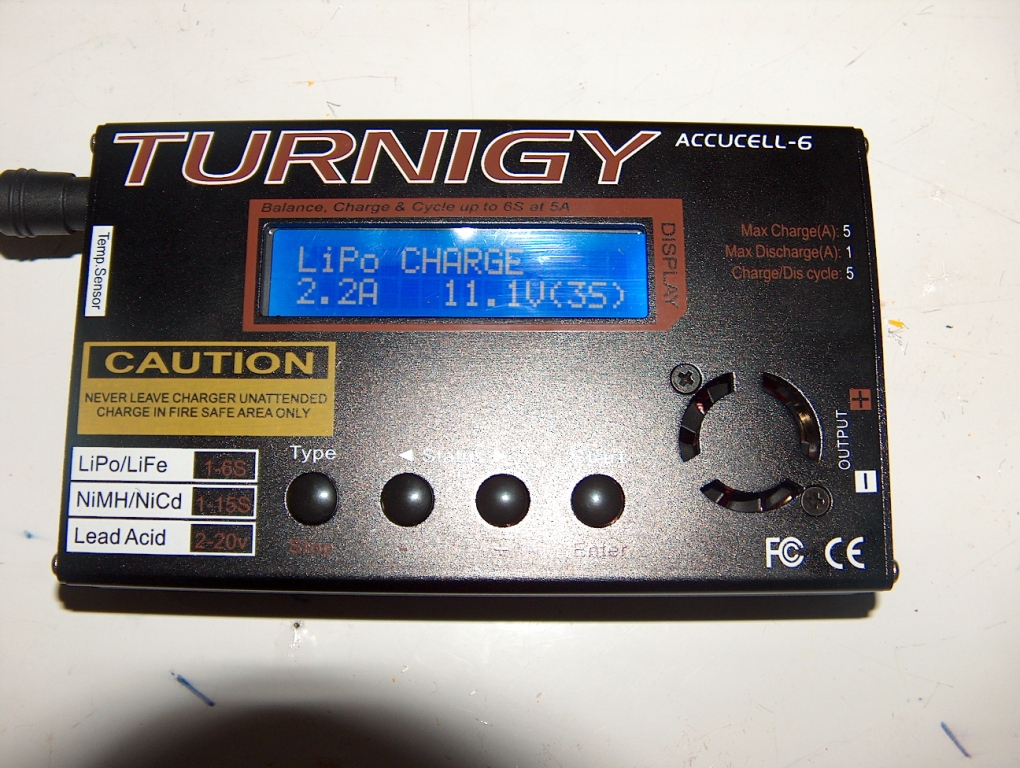 TURNIGY ACCUCELL-6
Balance, Charge & Cycle up to 6S at 5A
LiPo CHARGE
2.2A 11.1V(3S)
DISPLAY
Max Charge(A): 5
Max Discharge(A): 1
Charge/Dis cycle: 5
Temp.Sensor
CAUTION
NEVER LEAVE CHARGER UNATTENDED
CHARGE IN FIRE SAFE AREA ONLY
LiPo/LiFe 1-6S
NiMH/NiCd 1-15S
Lead Acid 2-20v
Type ◄ ►
Stop - + Enter
OUTPUT + −
FC CE